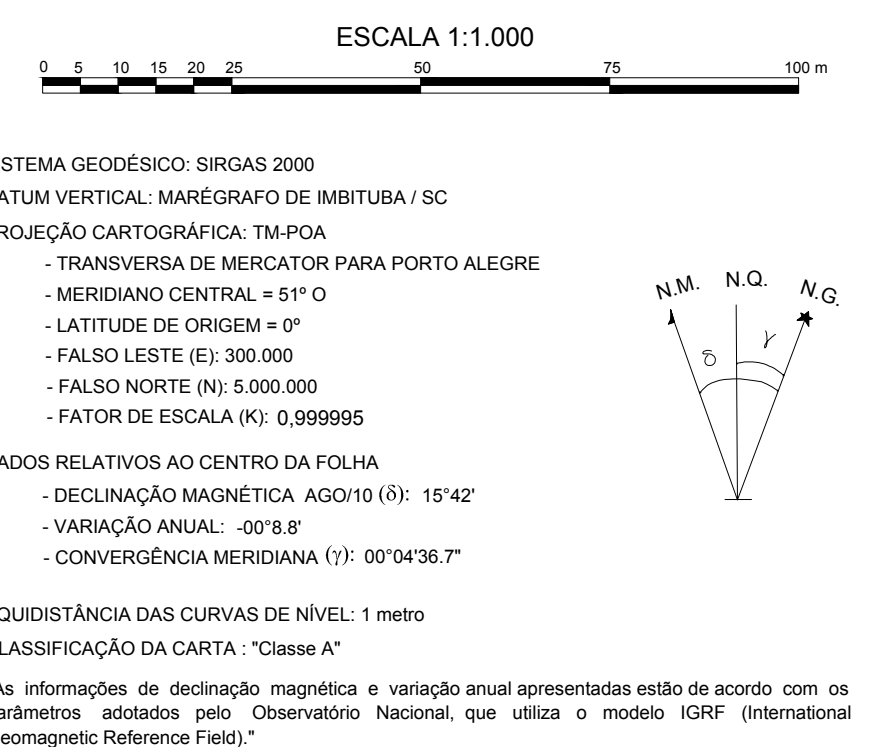 ESCALA 1:1.000
0 5 10 15 20 25 50 75 100 m
ISTEMA GEODÉSICO: SIRGAS 2000
ATUM VERTICAL: MARÉGRAFO DE IMBITUBA / SC
ROJEÇÃO CARTOGRÁFICA: TM-POA
- TRANSVERSA DE MERCATOR PARA PORTO ALEGRE
- MERIDIANO CENTRAL = 51º O
- LATITUDE DE ORIGEM = 0º
- FALSO LESTE (E): 300.000
- FALSO NORTE (N): 5.000.000
- FATOR DE ESCALA (K): 0,999995
N.M. N.Q. N.G.
δ γ
ADOS RELATIVOS AO CENTRO DA FOLHA
- DECLINAÇÃO MAGNÉTICA AGO/10 (δ): 15°42'
- VARIAÇÃO ANUAL: -00°8.8'
- CONVERGÊNCIA MERIDIANA (γ): 00°04'36.7"
QUIDISTÂNCIA DAS CURVAS DE NÍVEL: 1 metro
LASSIFICAÇÃO DA CARTA : "Classe A"
As informações de declinação magnética e variação anual apresentadas estão de acordo com os
arâmetros adotados pelo Observatório Nacional, que utiliza o modelo IGRF (International
eomagnetic Reference Field)."